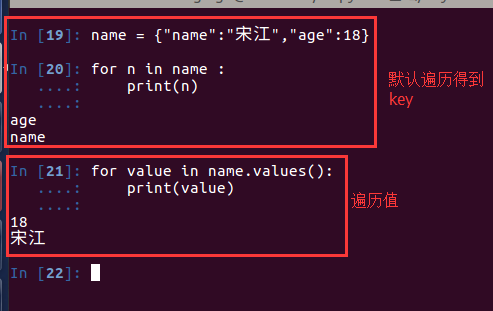 In [19]: name = {"name":"宋江","age":18}
In [20]: for n in name :
....: print(n)
....:
age
name
默认遍历得到
key
In [21]: for value in name.values():
....: print(value)
....:
18
宋江
遍历值
In [22]: